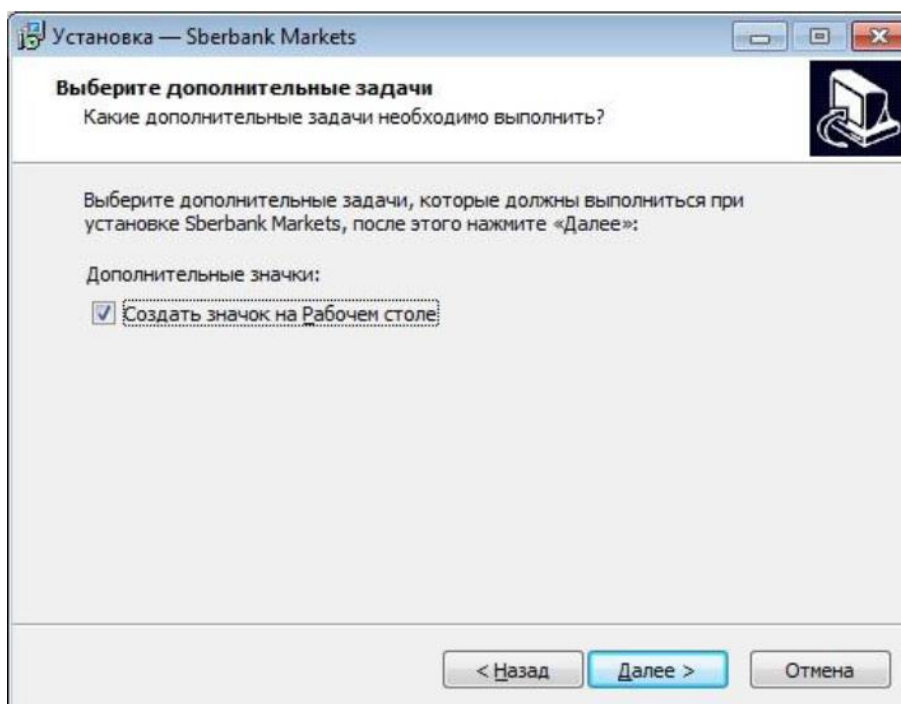 Установка — Sberbank Markets
Выберите дополнительные задачи
Какие дополнительные задачи необходимо выполнить?
Выберите дополнительные задачи, которые должны выполниться при
установке Sberbank Markets, после этого нажмите «Далее»:
Дополнительные значки:
Создать значок на Рабочем столе
< Назад Далее > Отмена